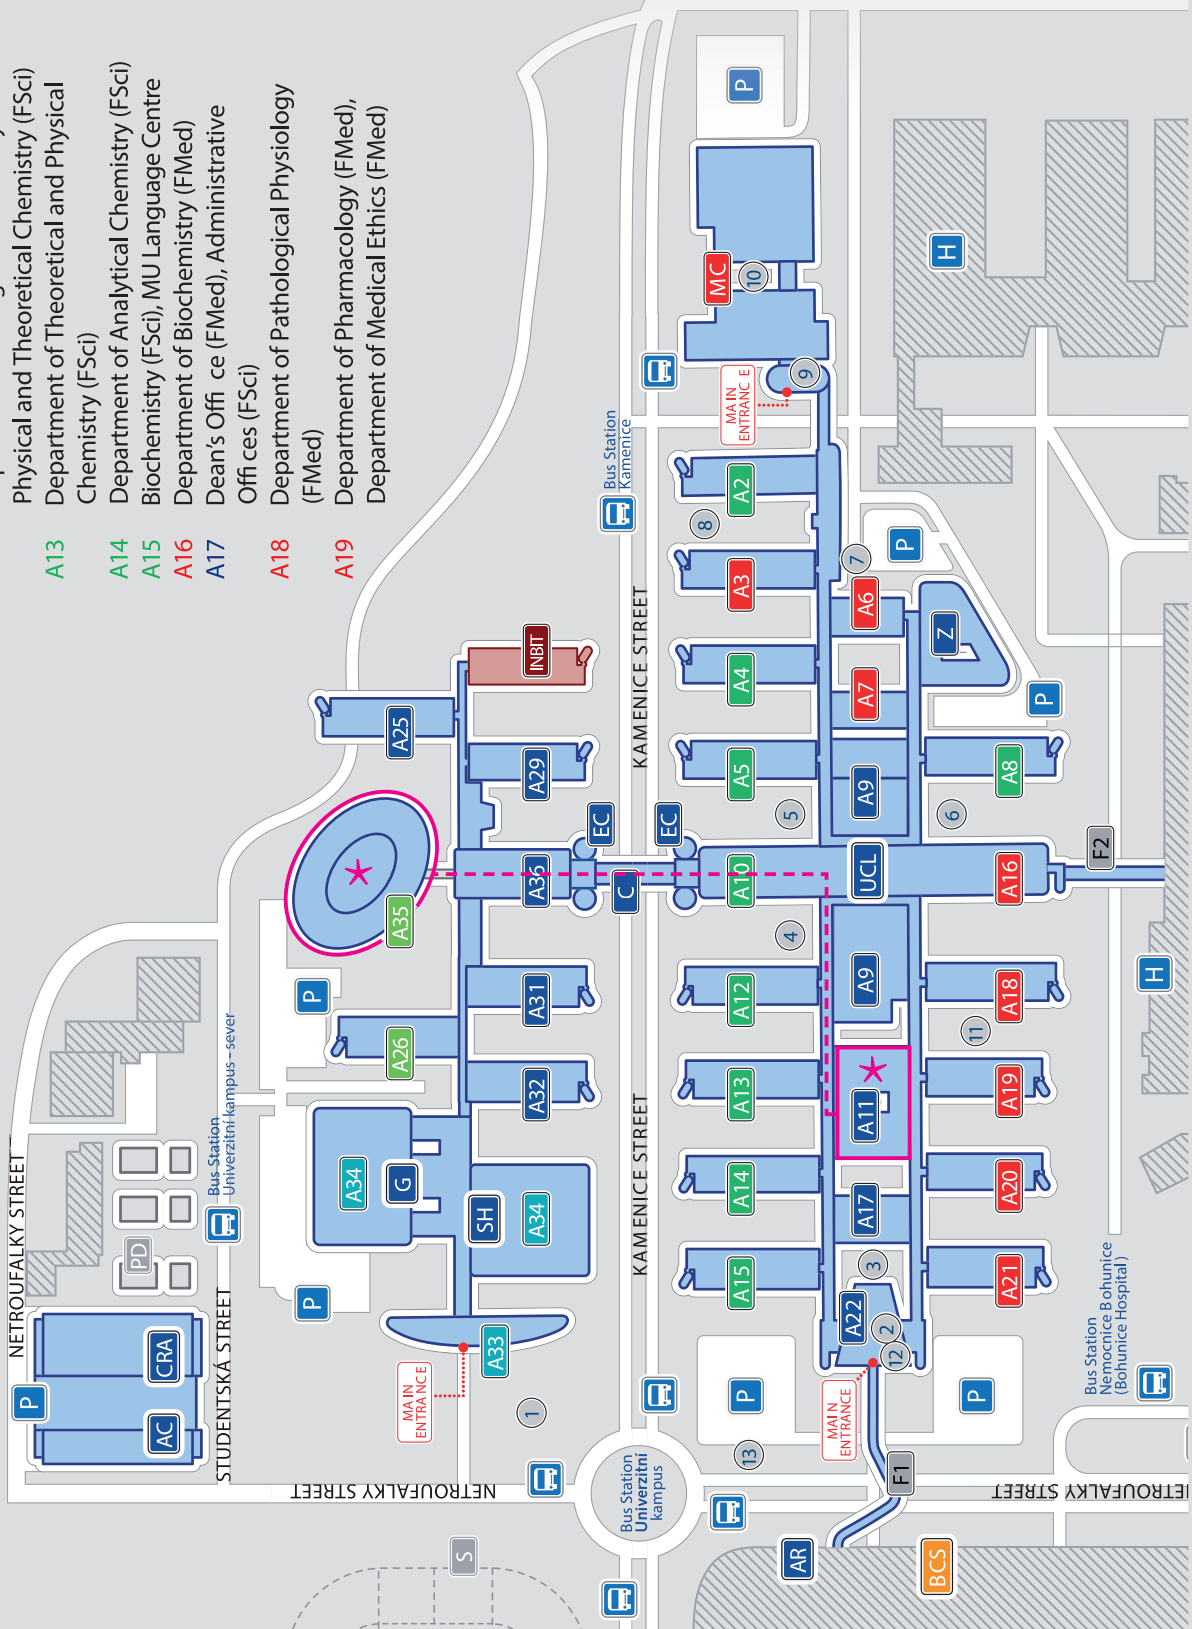 Physical and Theoretical Chemistry (FSci)
A13 Department of Theoretical and Physical
Chemistry (FSci)
A14 Department of Analytical Chemistry (FSci)
A15 Biochemistry (FSci), MU Language Centre
A16 Department of Biochemistry (FMed)
A17 Dean's Offi ce (FMed), Administrative
Offi ces (FSci)
A18 Department of Pathological Physiology
(FMed)
A19 Department of Pharmacology (FMed),
Department of Medical Ethics (FMed)
NETROUFALKY STREET
P
AC
CRA
PD
STUDENTSKÁ STREET
Bus Station
Univerzitní kampus - sever
P
P
A34
G
SH
A34
A33
MAIN
ENTRANCE
1
NETROUFALKY STREET
S
A26
A35
A25
A32
A31
A36
A29
INBIT
EC
EC
C
KAMENICE STREET
KAMENICE STREET
Bus Station
Kamenice
Bus Station
Univerzitní
kampus
A15
A14
A13
A12
A10
A5
A4
A3
A2
MC
10
P
MAIN
ENTRANCE
9
8
7
P
13
P
4
5
A22
2
12
3
A17
A11
A9
UCL
A9
A7
A6
Z
P
MAIN
ENTRANCE
F1
AR
BCS
P
A21
A20
A19
A18
11
A16
6
A8
F2
P
H
H
Bus Station
Nemocnice Bohunice
(Bohunice Hospital)
NETROUFALKY STREET